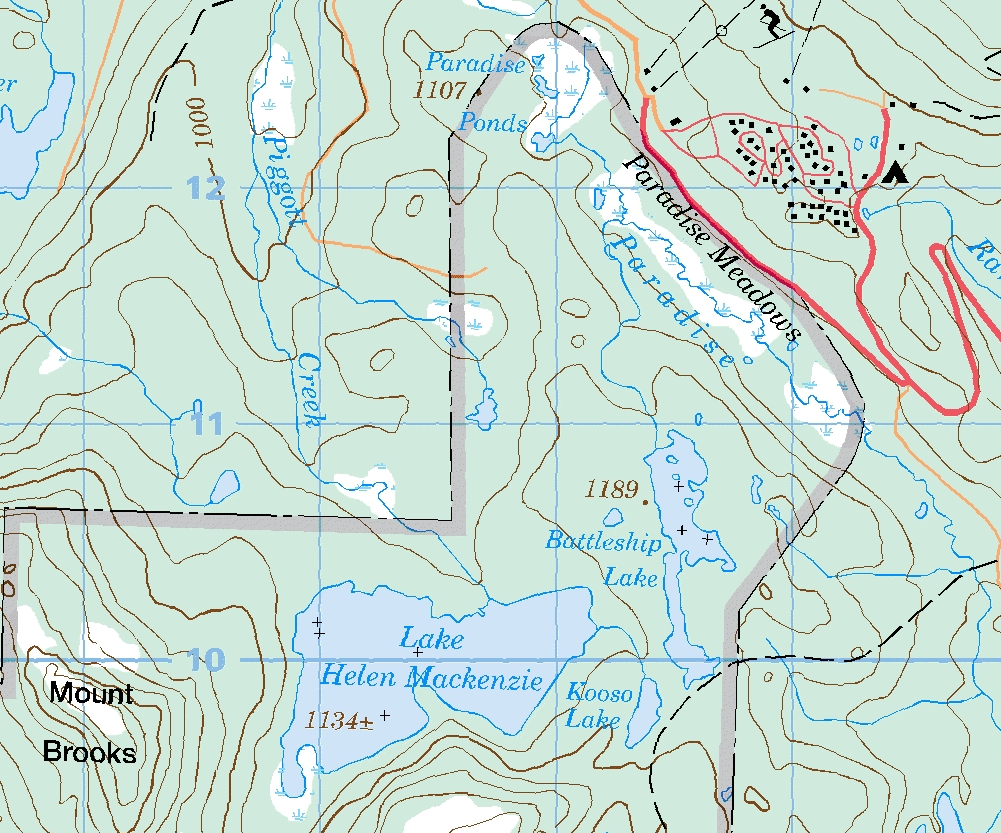 Paradise
1107
Ponds
er
1000
Piggott
12
Paradise Meadows
Paradise
Creek
11
1189
Battleship
Lake
10
Lake
Helen Mackenzie
1134±
Kooso
Lake
Mount
Brooks